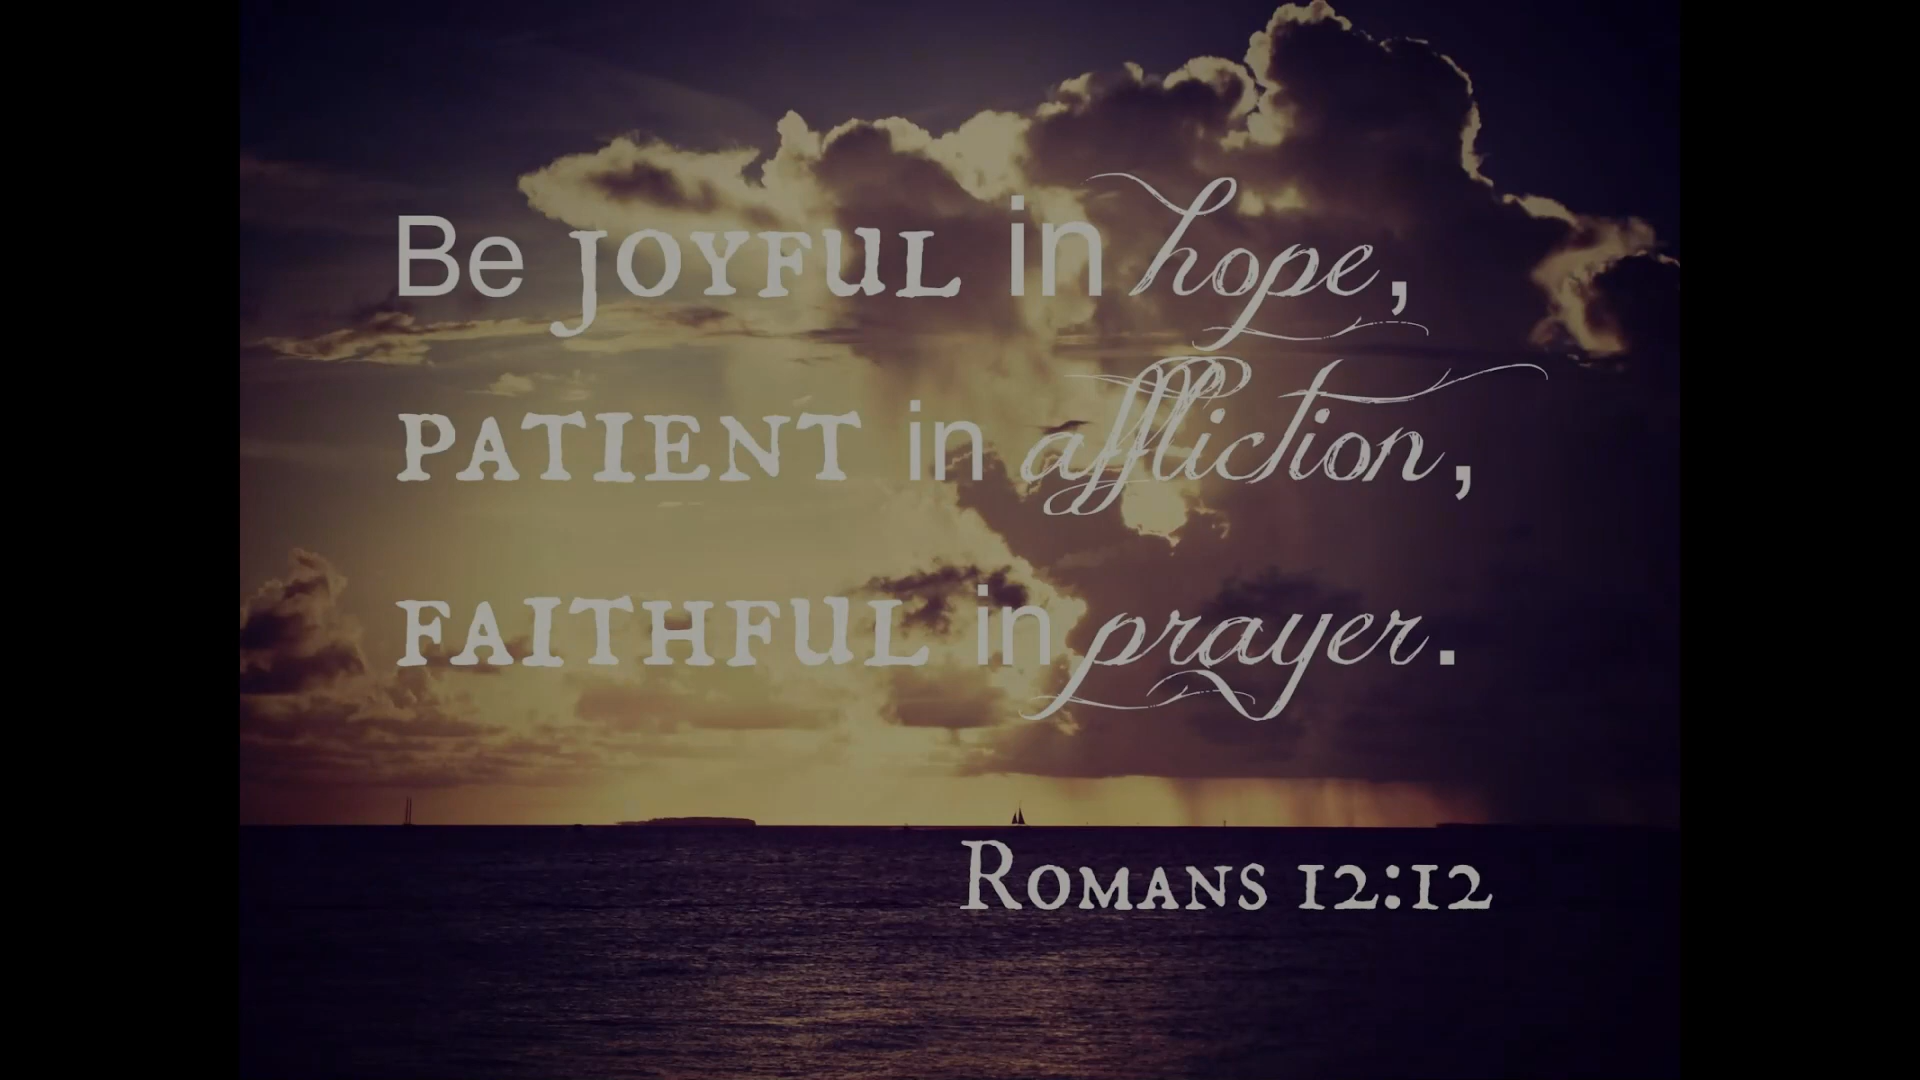 Be JOYFUL in hope,
PATIENT in affliction,
FAITHFUL in prayer.
ROMANS 12:12